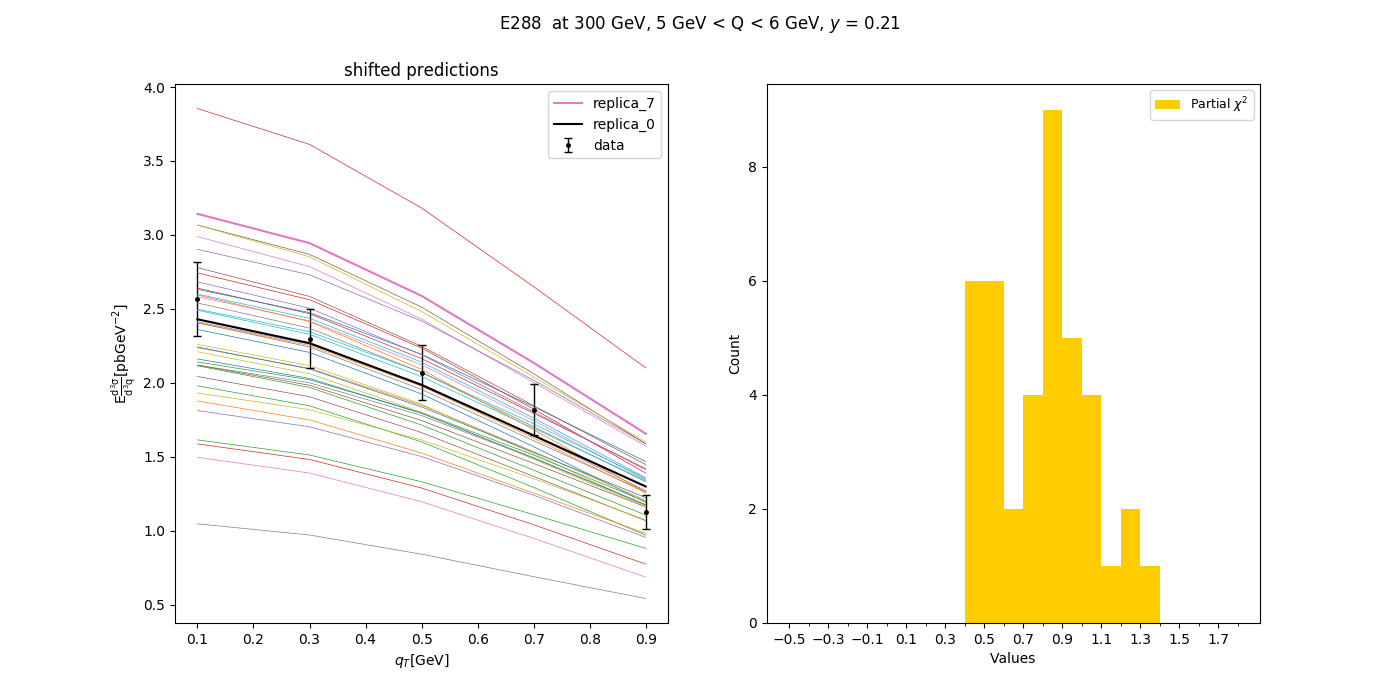 E288 at 300 GeV, 5 GeV < Q < 6 GeV, y = 0.21
shifted predictions
replica_7
replica_0
data
4.0
3.5
3.0
2.5
2.0
1.5
1.0
0.5
E d³σ/d³q [pbGeV⁻²]
0.1 0.2 0.3 0.4 0.5 0.6 0.7 0.8 0.9
q_T[GeV]
Partial χ²
8
6
4
2
0
Count
−0.5 −0.3 −0.1 0.1 0.3 0.5 0.7 0.9 1.1 1.3 1.5 1.7
Values